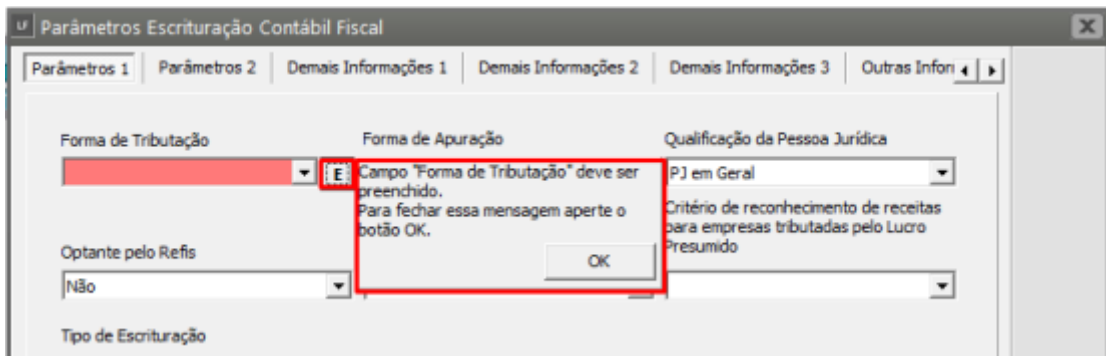 Parâmetros Escrituração Contábil Fiscal
Parâmetros 1 Parâmetros 2 Demais Informações 1 Demais Informações 2 Demais Informações 3 Outras Infor
Forma de Tributação Forma de Apuração Qualificação da Pessoa Jurídica
E
Campo "Forma de Tributação" deve ser
preenchido.
Para fechar essa mensagem aperte o
botão OK.
OK
PJ em Geral
Critério de reconhecimento de receitas
para empresas tributadas pelo Lucro
Presumido
Optante pelo Refis
Não
Tipo de Escrituração